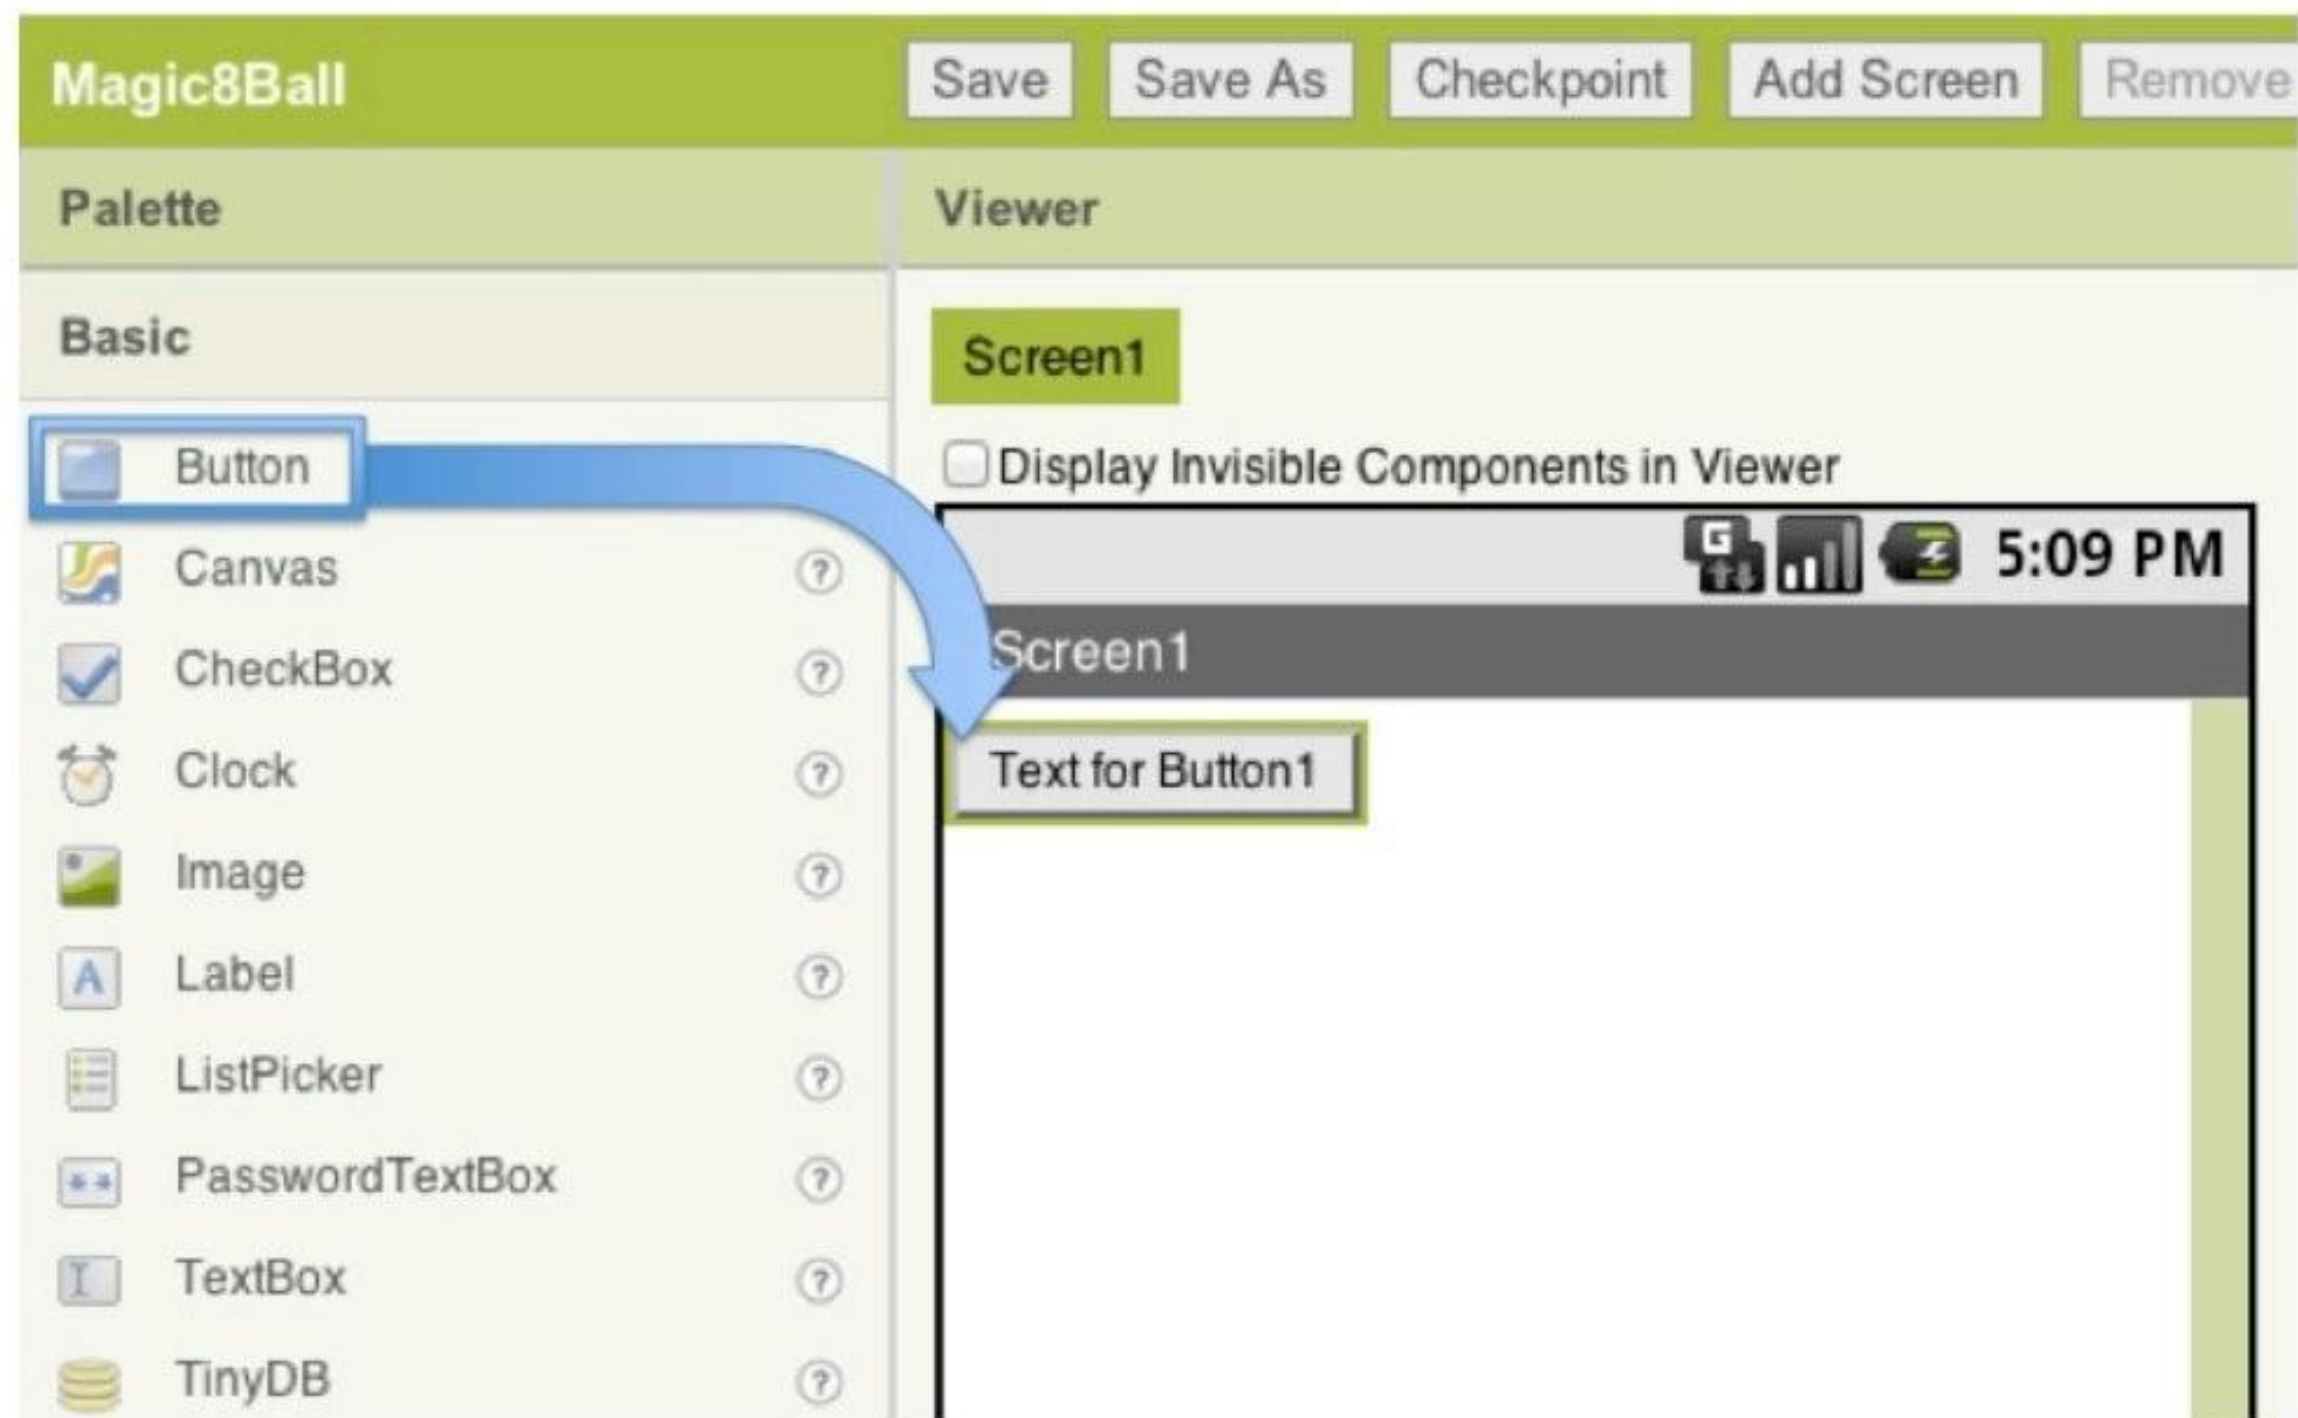 Magic8Ball
Save
Save As
Checkpoint
Add Screen
Remove
Palette
Viewer
Basic
Screen1
Button
Display Invisible Components in Viewer
Canvas ?
5:09 PM
CheckBox ?
Screen1
Clock ?
Text for Button1
Image ?
Label ?
ListPicker ?
PasswordTextBox ?
TextBox ?
TinyDB ?